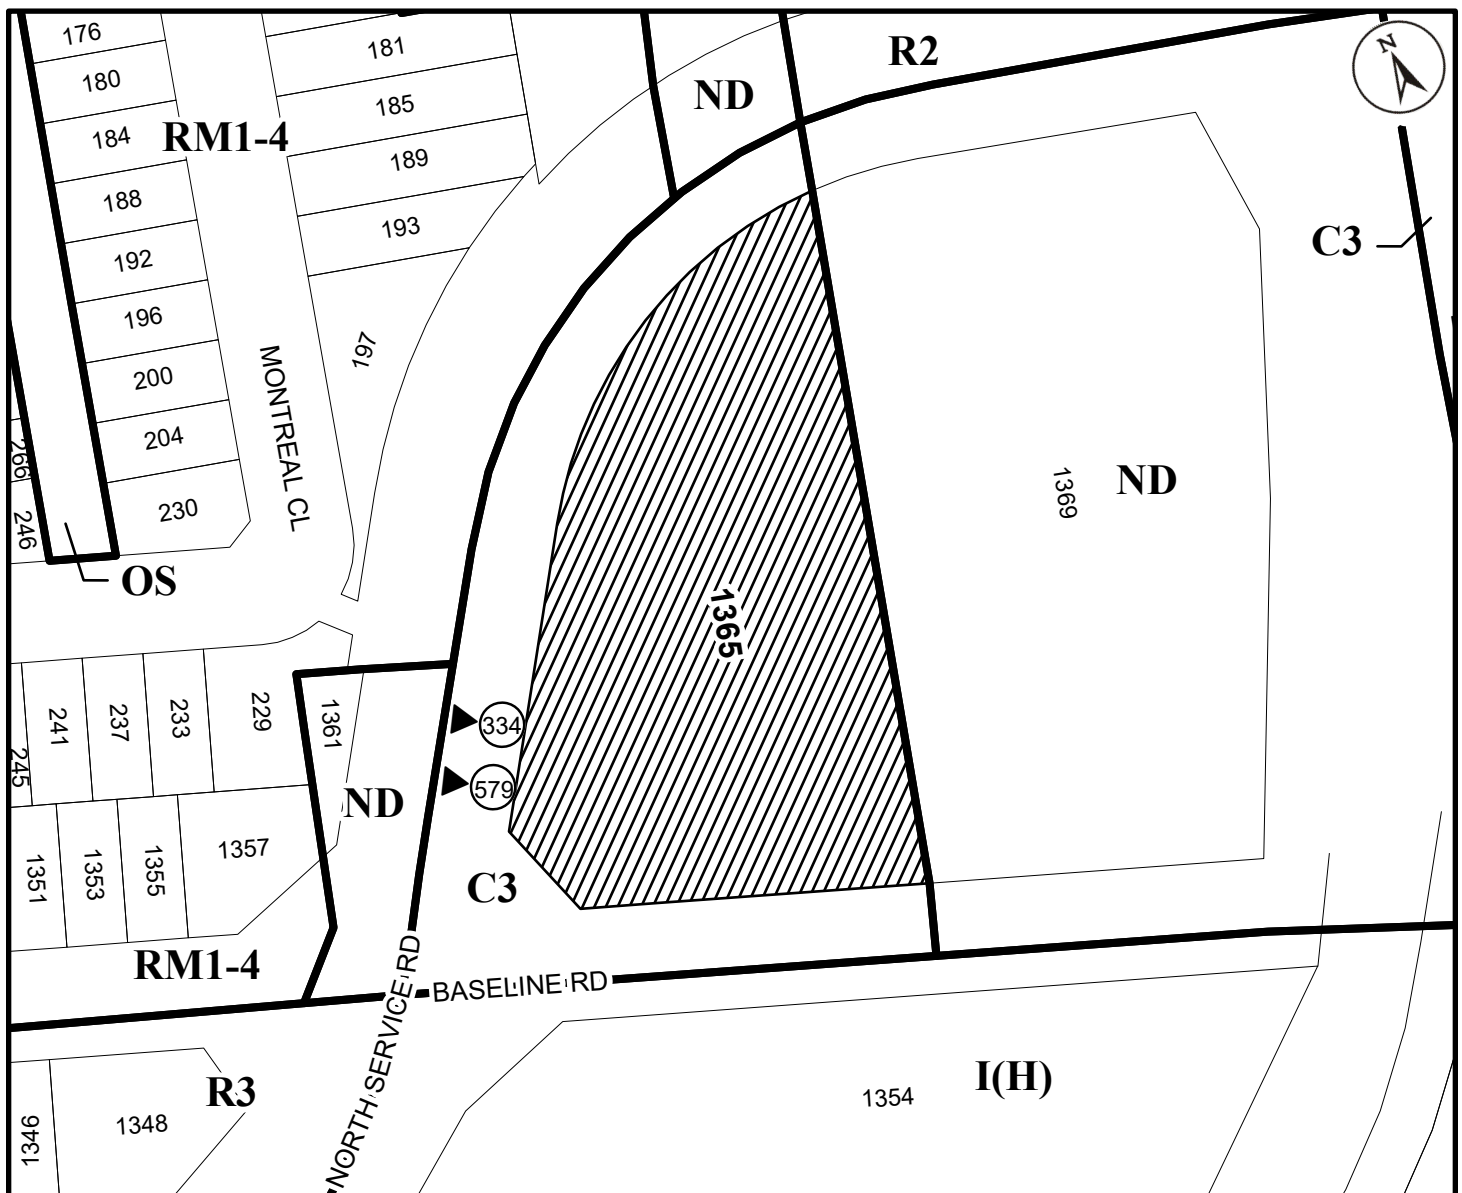 176
181
R2
N
180
ND
185
184
RM1-4
189
188
193
192
C3
196
197
200
MONTREAL CL
204
266
1369
ND
230
246
OS
1365
241
237
233
229
1361
334
245
579
ND
1351
1353
1355
1357
C3
RM1-4
BASELINE RD
NORTH SERVICE RD
R3
I(H)
1354
1346
1348